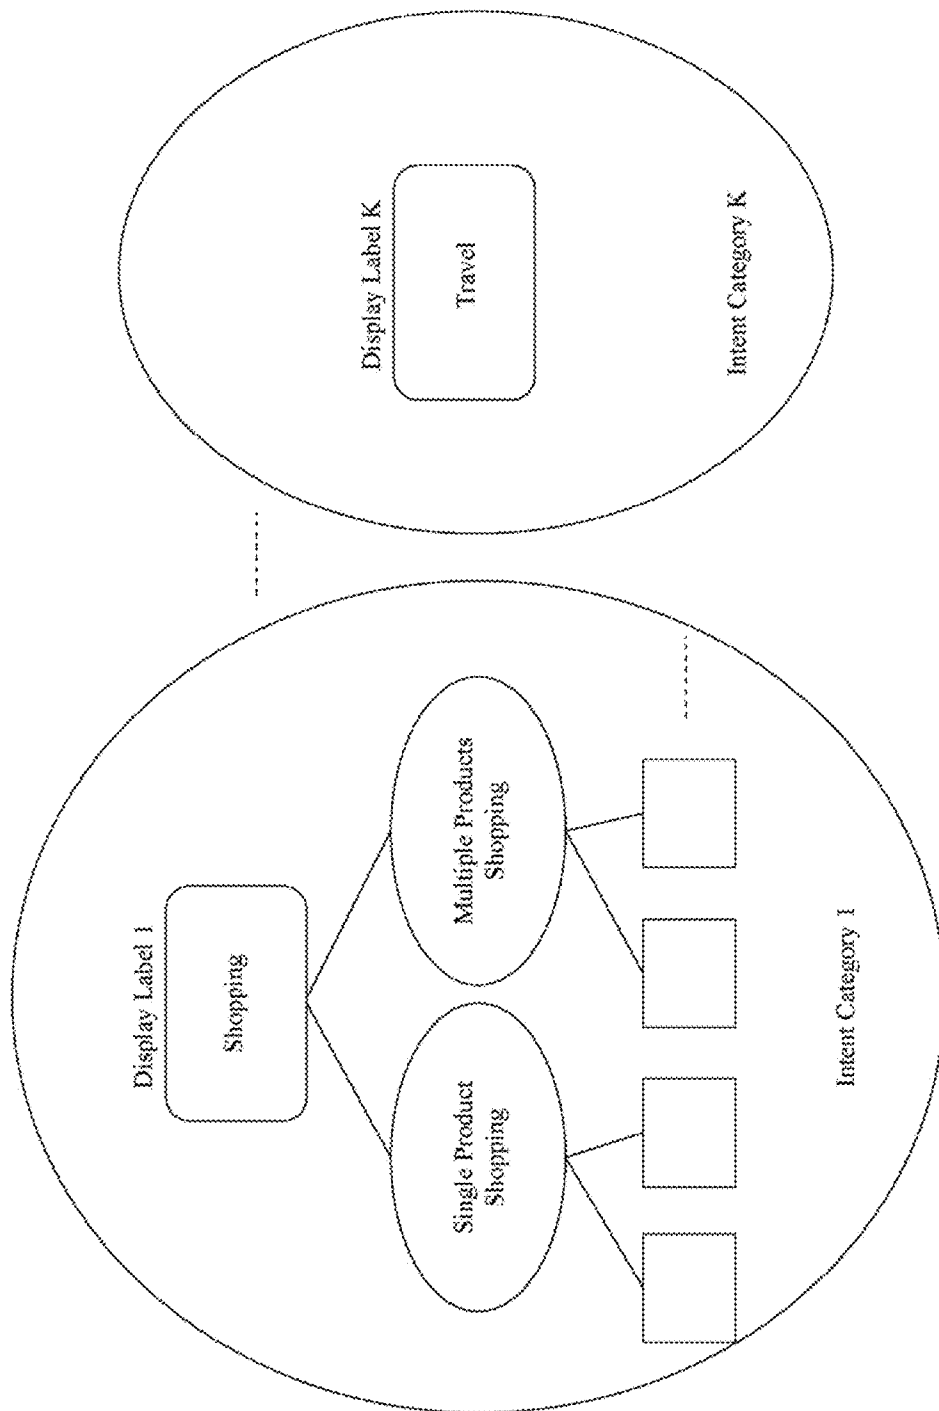 Display Label 1
Shopping
Single Product
Shopping
Multiple Products
Shopping
Intent Category 1
Display Label K
Travel
Intent Category K